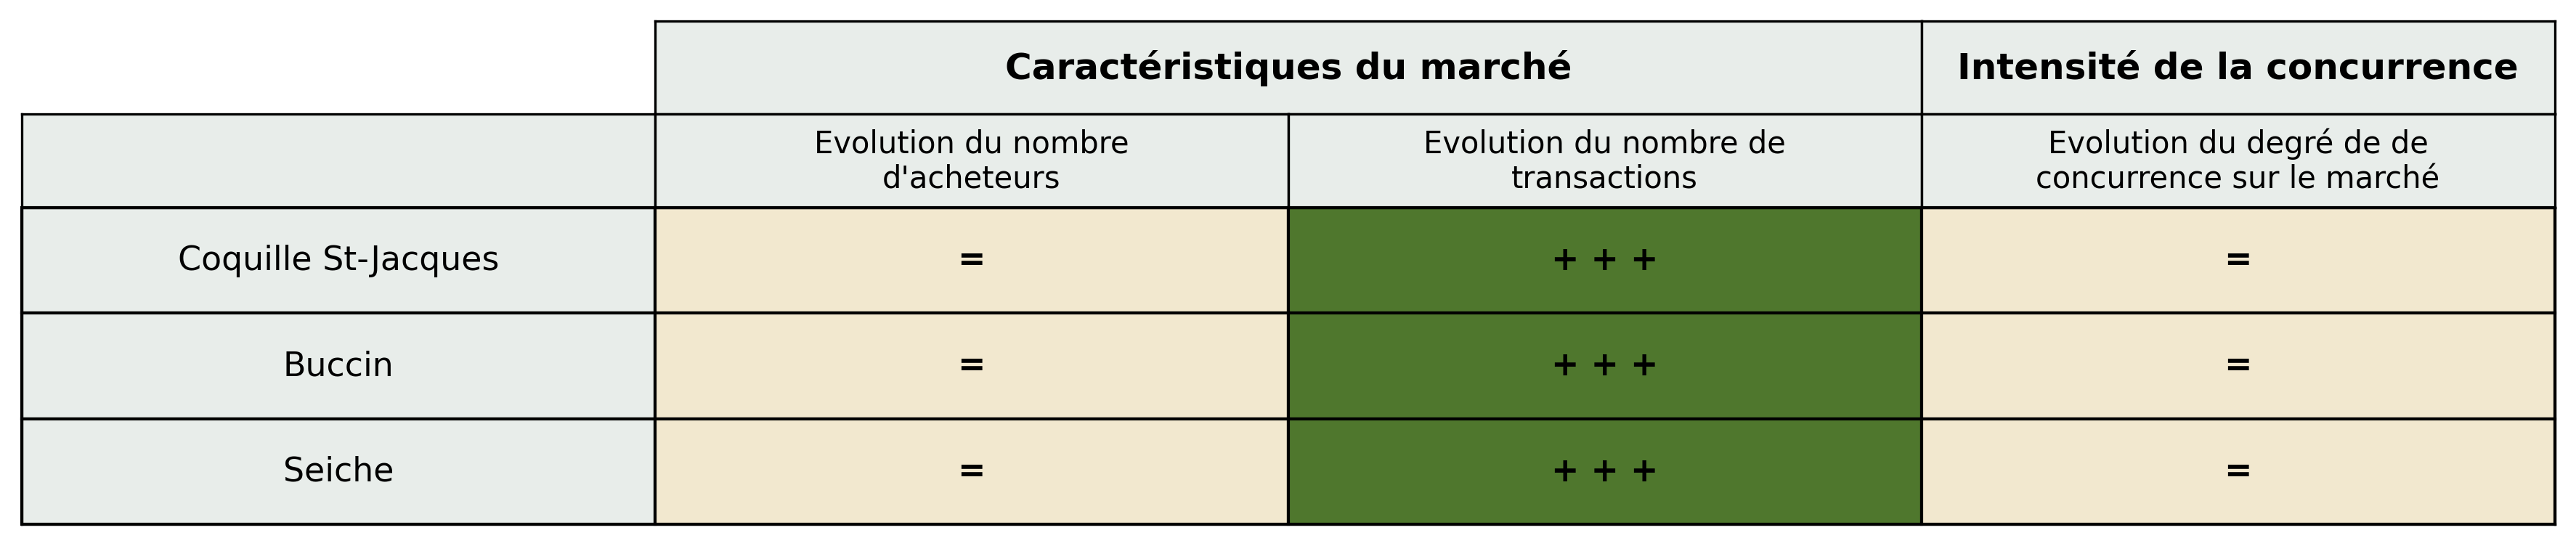 Caractéristiques du marché
Intensité de la concurrence
Evolution du nombre
d'acheteurs
Evolution du nombre de
transactions
Evolution du degré de de
concurrence sur le marché
Coquille St-Jacques
=
+ + +
=
Buccin
=
+ + +
=
Seiche
=
+ + +
=